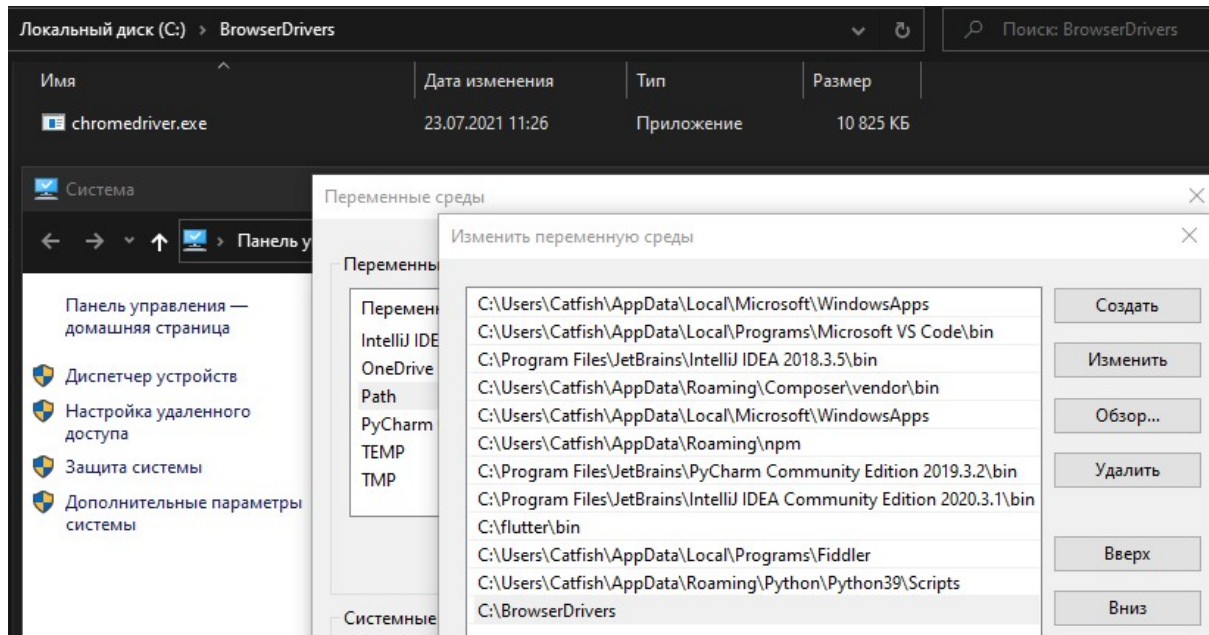 Локальный диск (C:) > BrowserDrivers
Поиск: BrowserDrivers
Имя Дата изменения Тип Размер
chromedriver.exe 23.07.2021 11:26 Приложение 10 825 КБ
Система
Переменные среды
Панель у
Изменить переменную среды
Переменны
Панель управления —
домашняя страница
Диспетчер устройств
Настройка удаленного
доступа
Защита системы
Дополнительные параметры
системы
Перемен
IntelliJ IDE
OneDrive
Path
PyCharm
TEMP
TMP
Системные
C:\Users\Catfish\AppData\Local\Microsoft\WindowsApps
C:\Users\Catfish\AppData\Local\Programs\Microsoft VS Code\bin
C:\Program Files\JetBrains\IntelliJ IDEA 2018.3.5\bin
C:\Users\Catfish\AppData\Roaming\Composer\vendor\bin
C:\Users\Catfish\AppData\Local\Microsoft\WindowsApps
C:\Users\Catfish\AppData\Roaming\npm
C:\Program Files\JetBrains\PyCharm Community Edition 2019.3.2\bin
C:\Program Files\JetBrains\IntelliJ IDEA Community Edition 2020.3.1\bin
C:\flutter\bin
C:\Users\Catfish\AppData\Local\Programs\Fiddler
C:\Users\Catfish\AppData\Roaming\Python\Python39\Scripts
C:\BrowserDrivers
Создать
Изменить
Обзор...
Удалить
Вверх
Вниз